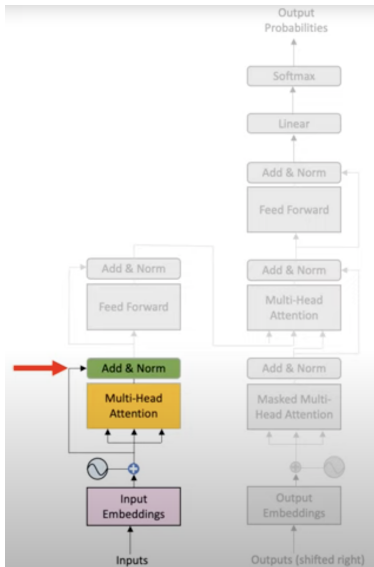 Output
Probabilities
Softmax
Linear
Add & Norm
Feed Forward
Add & Norm
Multi-Head
Attention
Add & Norm
Masked Multi-
Head Attention
Output
Embeddings
Outputs (shifted right)
Add & Norm
Feed Forward
Add & Norm
Multi-Head
Attention
Input
Embeddings
Inputs